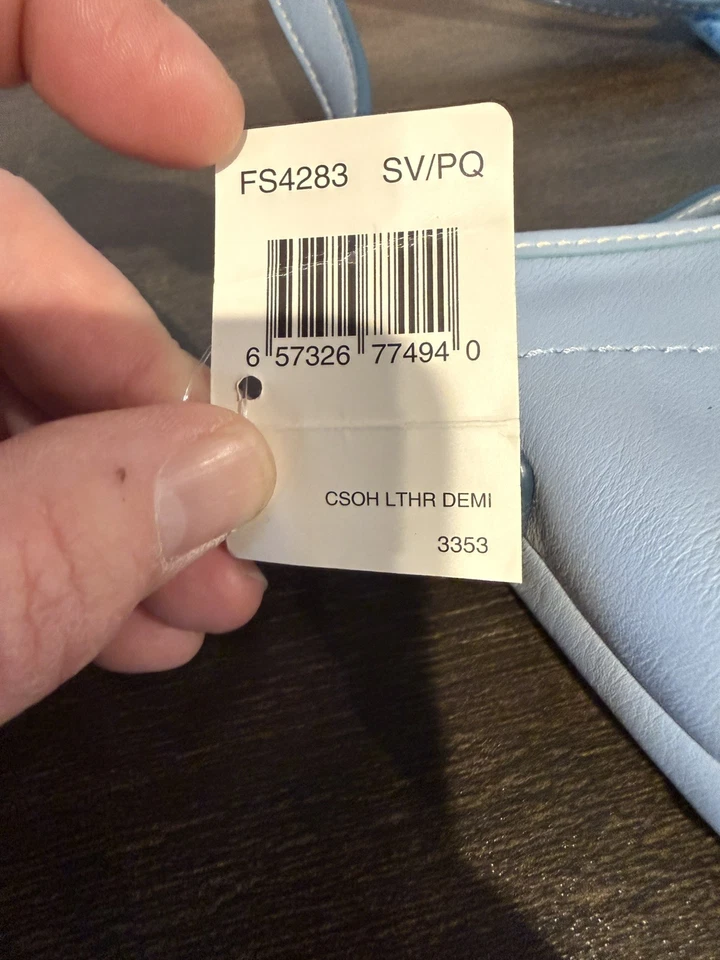 FS4283 SV/PQ
6 57326 77494 0
CSOH LTHR DEMI
3353